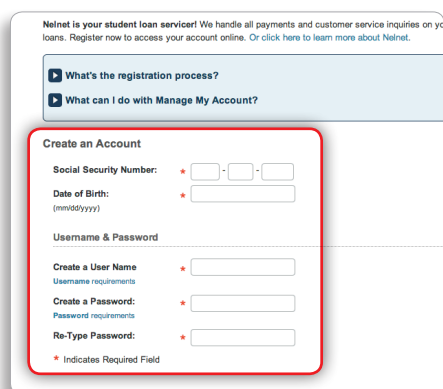 Nelnet is your student loan servicer! We handle all payments and customer service inquiries on
loans. Register now to access your account online. Or click here to learn more about Nelnet.
What's the registration process?
What can I do with Manage My Account?
Create an Account
Social Security Number: * - -
Date of Birth: *
(mm/dd/yyyy)
Username & Password
Create a User Name *
Username requirements
Create a Password: *
Password requirements
Re-Type Password: *
* Indicates Required Field